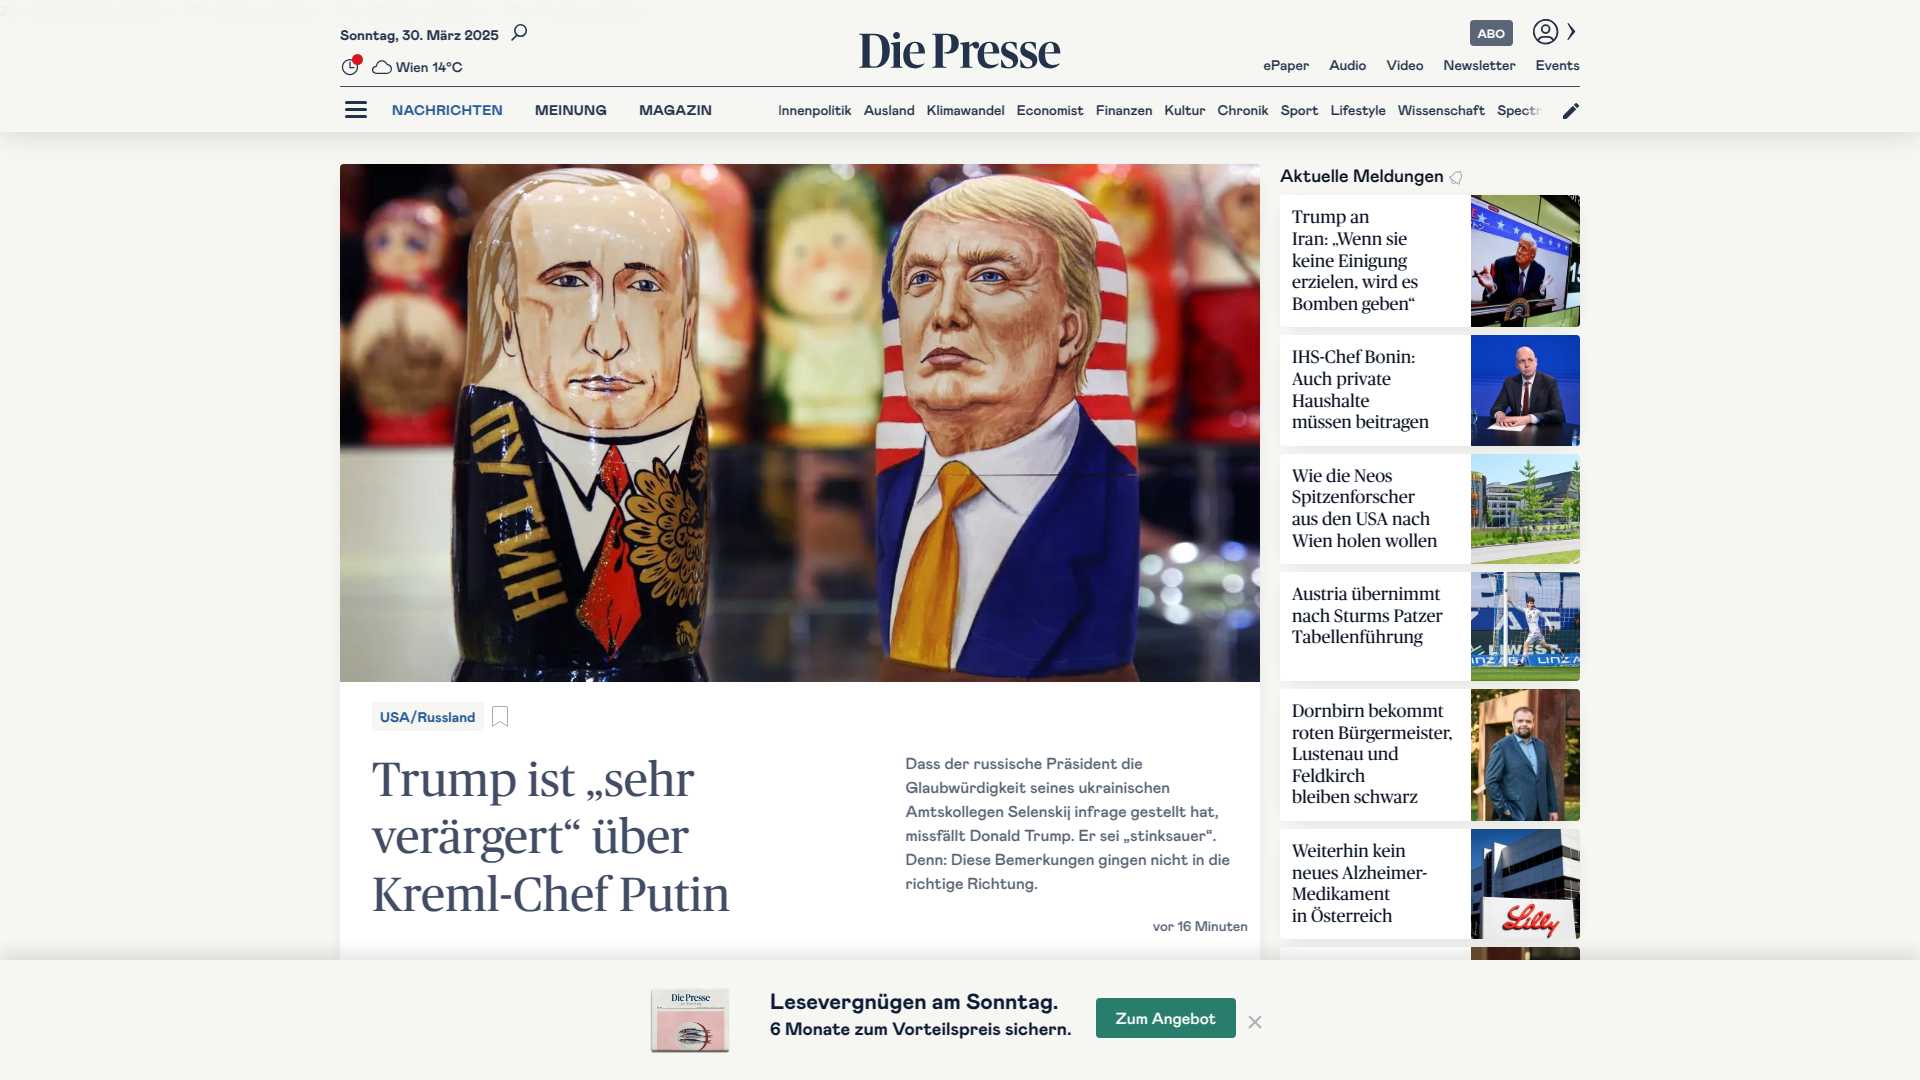 Sonntag, 30. März 2025
Wien 14°C
Die Presse
ABO
ePaper Audio Video Newsletter Events
NACHRICHTEN MEINUNG MAGAZIN
Innenpolitik Ausland Klimawandel Economist Finanzen Kultur Chronik Sport Lifestyle Wissenschaft Spectr
ПУТИН
USA/Russland
Trump ist „sehr
verärgert“ über
Kreml-Chef Putin
Dass der russische Präsident die
Glaubwürdigkeit seines ukrainischen
Amtskollegen Selenskij infrage gestellt hat,
missfällt Donald Trump. Er sei „stinksauer“.
Denn: Diese Bemerkungen gingen nicht in die
richtige Richtung.
vor 16 Minuten
Aktuelle Meldungen
Trump an
Iran: „Wenn sie
keine Einigung
erzielen, wird es
Bomben geben“
IHS-Chef Bonin:
Auch private
Haushalte
müssen beitragen
Wie die Neos
Spitzenforscher
aus den USA nach
Wien holen wollen
Austria übernimmt
nach Sturms Patzer
Tabellenführung
LIWEST
LINZ AG LINZ A
Dornbirn bekommt
roten Bürgermeister,
Lustenau und
Feldkirch
bleiben schwarz
Weiterhin kein
neues Alzheimer-
Medikament
in Österreich
Lilly
Die Presse
Lesevergnügen am Sonntag.
6 Monate zum Vorteilspreis sichern.
Zum Angebot